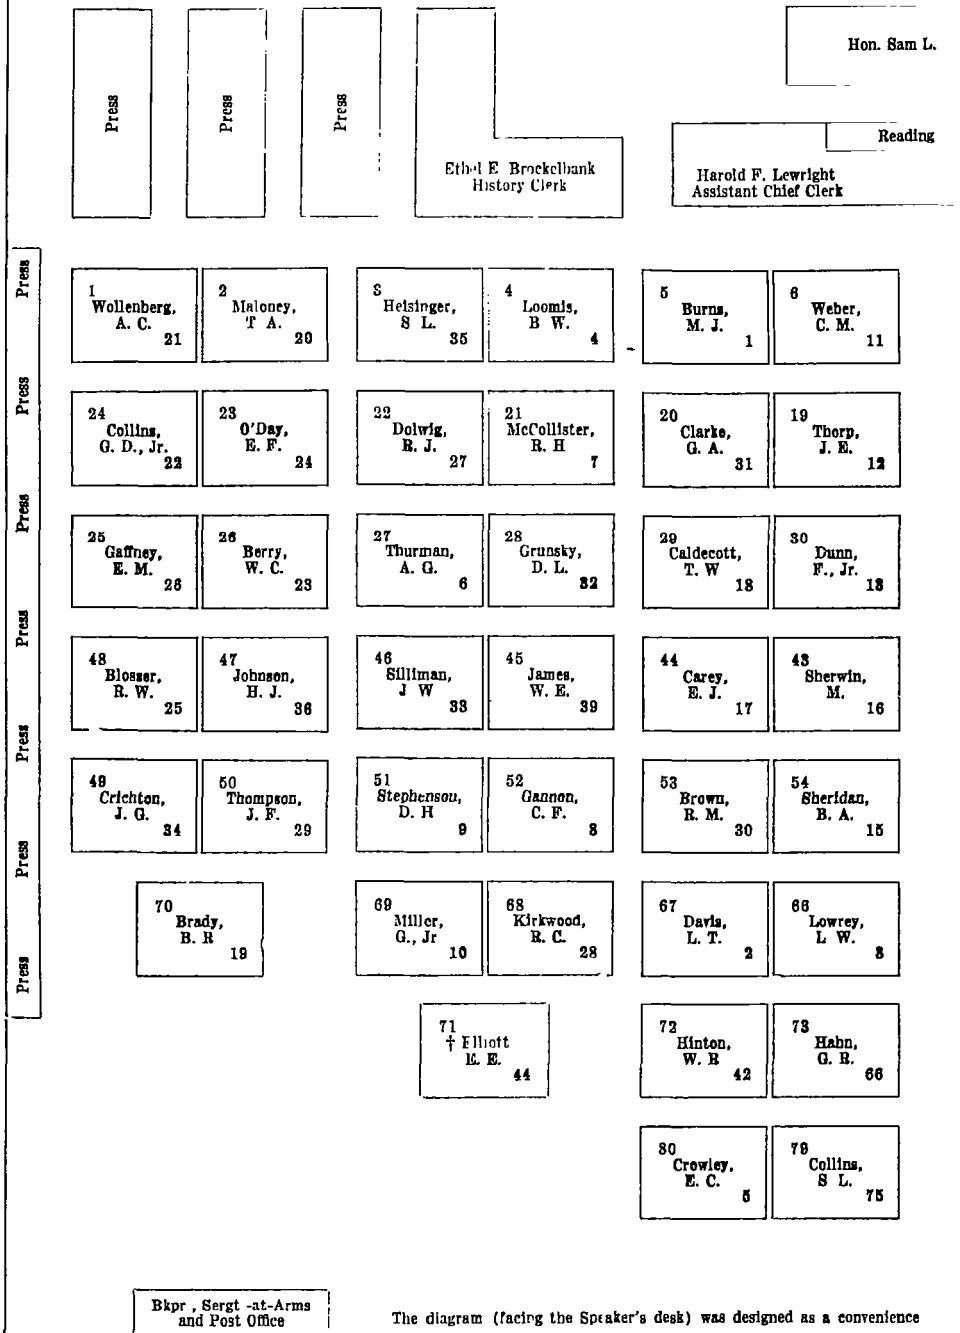 Press
Press
Press
Ethel E Brockelbank
History Clerk
Hon. Sam L.
Reading
Harold F. Lewright
Assistant Chief Clerk
Press
Press
Press
Press
Press
Press
Press
1
Wollenberg,
A. C.
21
2
Maloney,
T A.
20
3
Heisinger,
S L.
35
4
Loomis,
B W.
4
5
Burns,
M. J.
1
6
Weber,
C. M.
11
24
Collins,
G. D., Jr.
22
23
O'Day,
E. F.
24
22
Dolwig,
R. J.
27
21
McCollister,
R. H
7
20
Clarke,
G. A.
31
19
Thorp,
J. E.
12
25
Gaffney,
E. M.
26
26
Berry,
W. C.
23
27
Thurman,
A. G.
6
28
Grunsky,
D. L.
32
29
Caldecott,
T. W
18
30
Dunn,
F., Jr.
13
48
Blosser,
R. W.
25
47
Johnson,
H. J.
36
46
Silliman,
J W
33
45
James,
W. E.
39
44
Carey,
E. J.
17
43
Sherwin,
M.
16
49
Crichton,
J. G.
34
50
Thompson,
J. F.
29
51
Stephenson,
D. H
9
52
Gannon,
C. F.
8
53
Brown,
R. M.
30
54
Sheridan,
B. A.
15
70
Brady,
B. R
19
69
Miller,
G., Jr
10
68
Kirkwood,
R. C.
28
67
Davis,
L. T.
2
66
Lowrey,
L W.
3
71
† Elliott
E. E.
44
72
Hinton,
W. B
42
73
Hahn,
G. R.
66
80
Crowley,
E. C.
5
79
Collins,
S L.
75
Bkpr , Sergt -at-Arms
and Post Office
The diagram (facing the Speaker's desk) was designed as a convenience